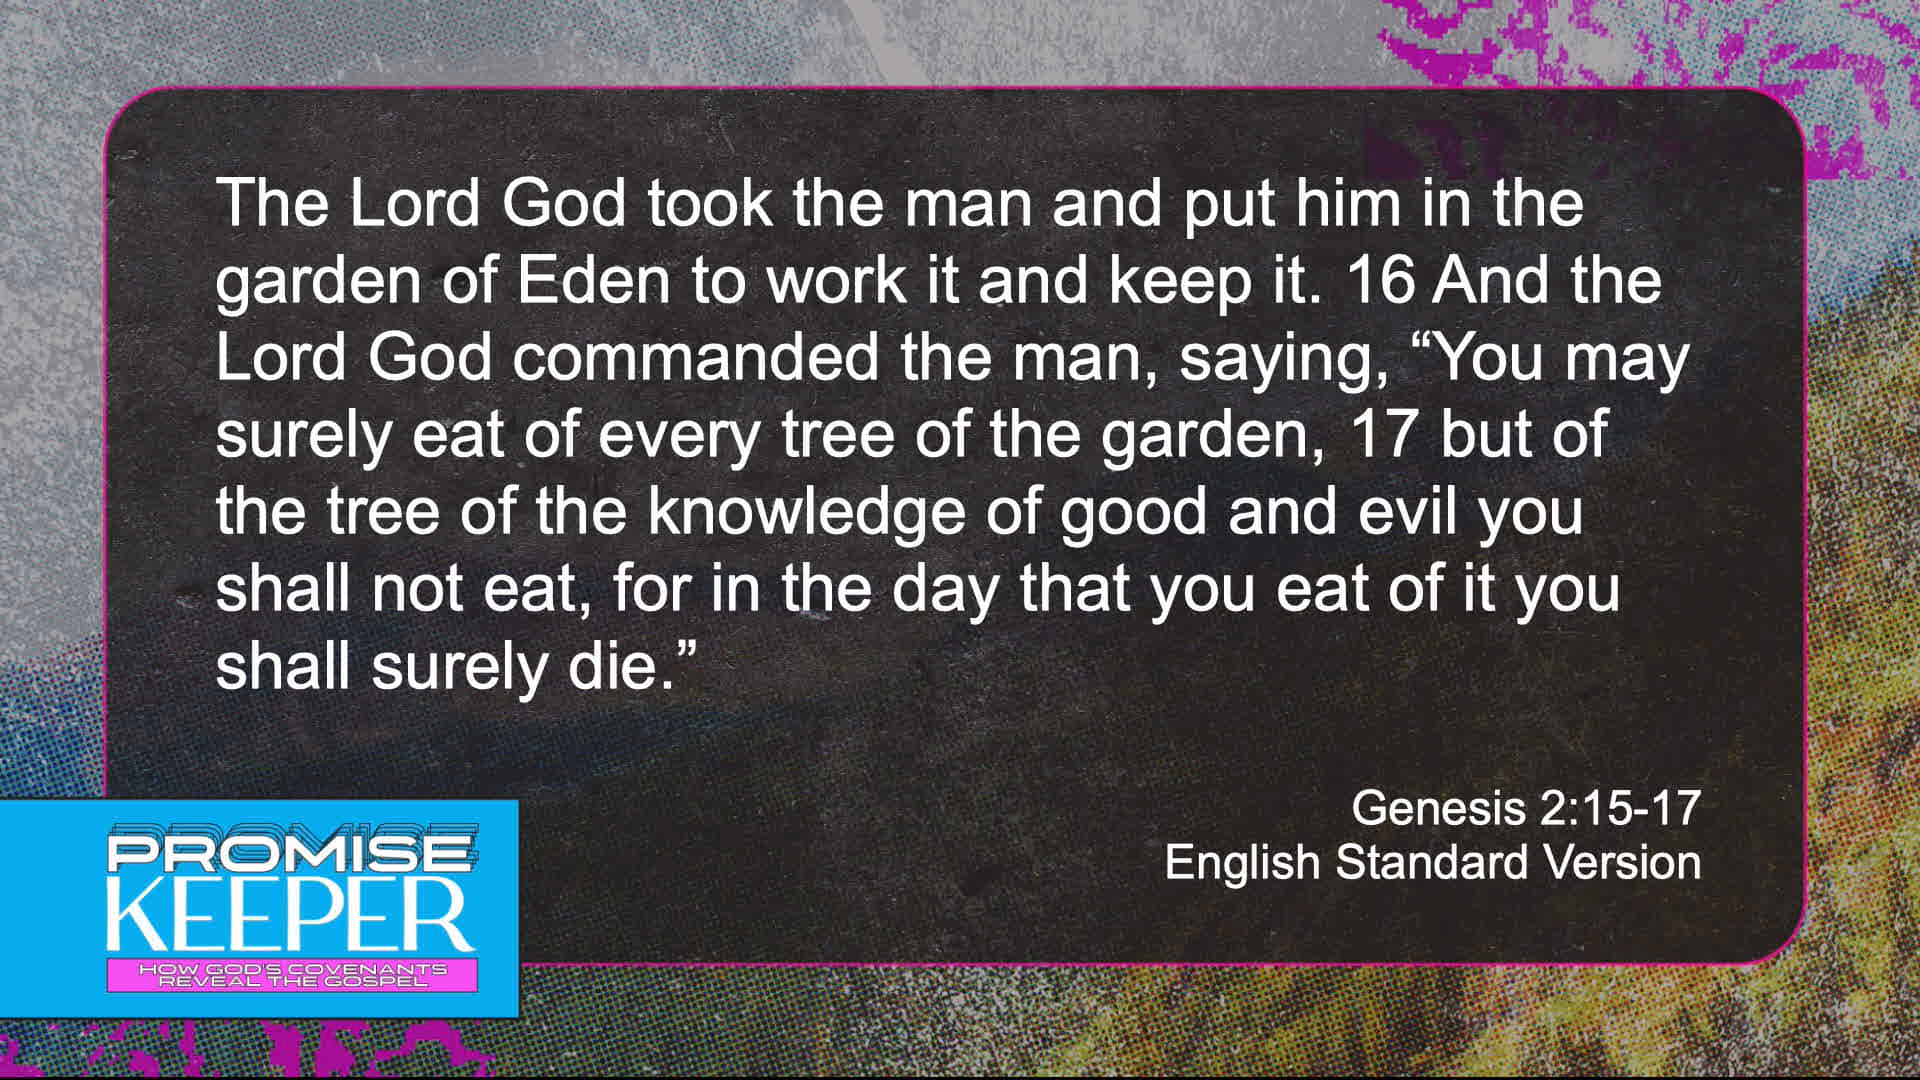 The Lord God took the man and put him in the
garden of Eden to work it and keep it. 16 And the
Lord God commanded the man, saying, “You may
surely eat of every tree of the garden, 17 but of
the tree of the knowledge of good and evil you
shall not eat, for in the day that you eat of it you
shall surely die.”
Genesis 2:15-17
English Standard Version
PROMISE
KEEPER
HOW GOD'S COVENANTS
REVEAL THE GOSPEL